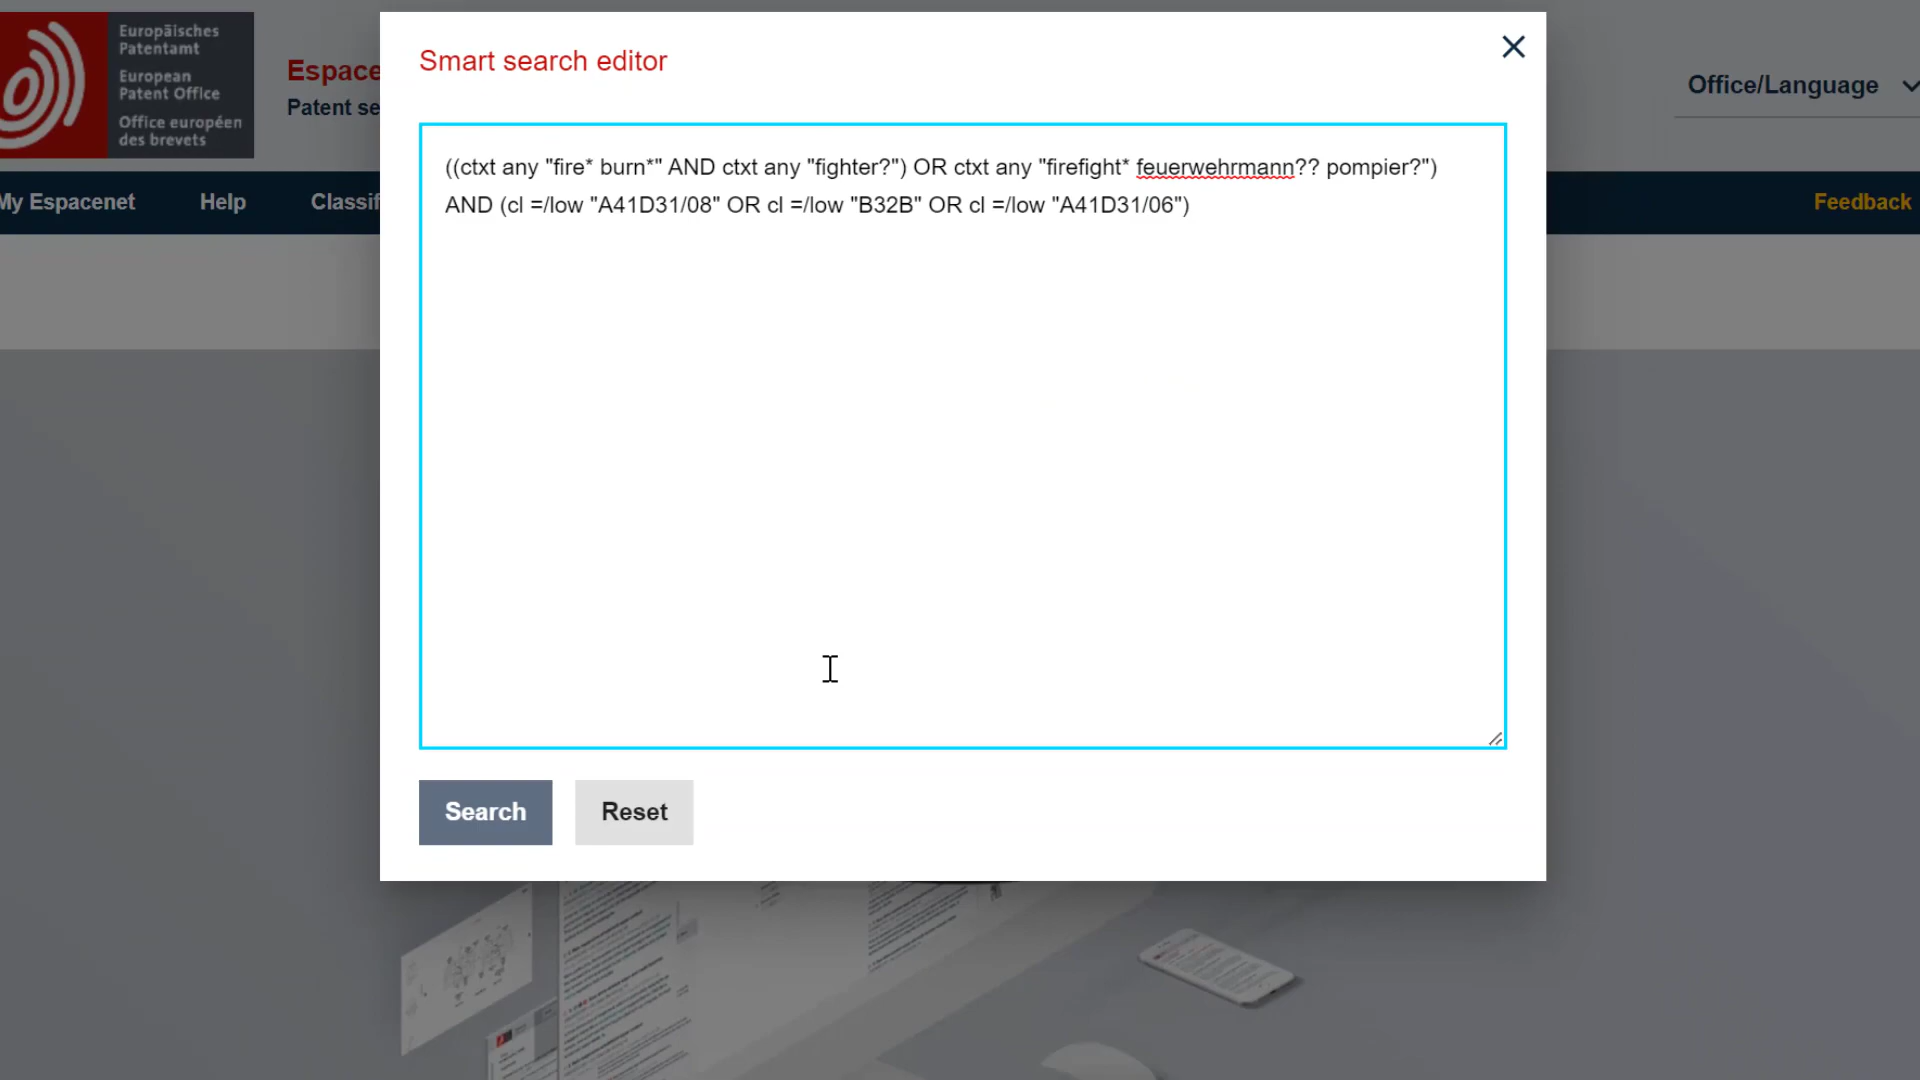 Europäisches
Patentamt
European
Patent Office
Office européen
des brevets
Espace
Patent se
Office/Language
My Espacenet
Help
Classif
Feedback
Smart search editor
((ctxt any "fire* burn*" AND ctxt any "fighter?") OR ctxt any "firefight* feuerwehrmann?? pompier?")
AND (cl =/low "A41D31/08" OR cl =/low "B32B" OR cl =/low "A41D31/06")
Search
Reset